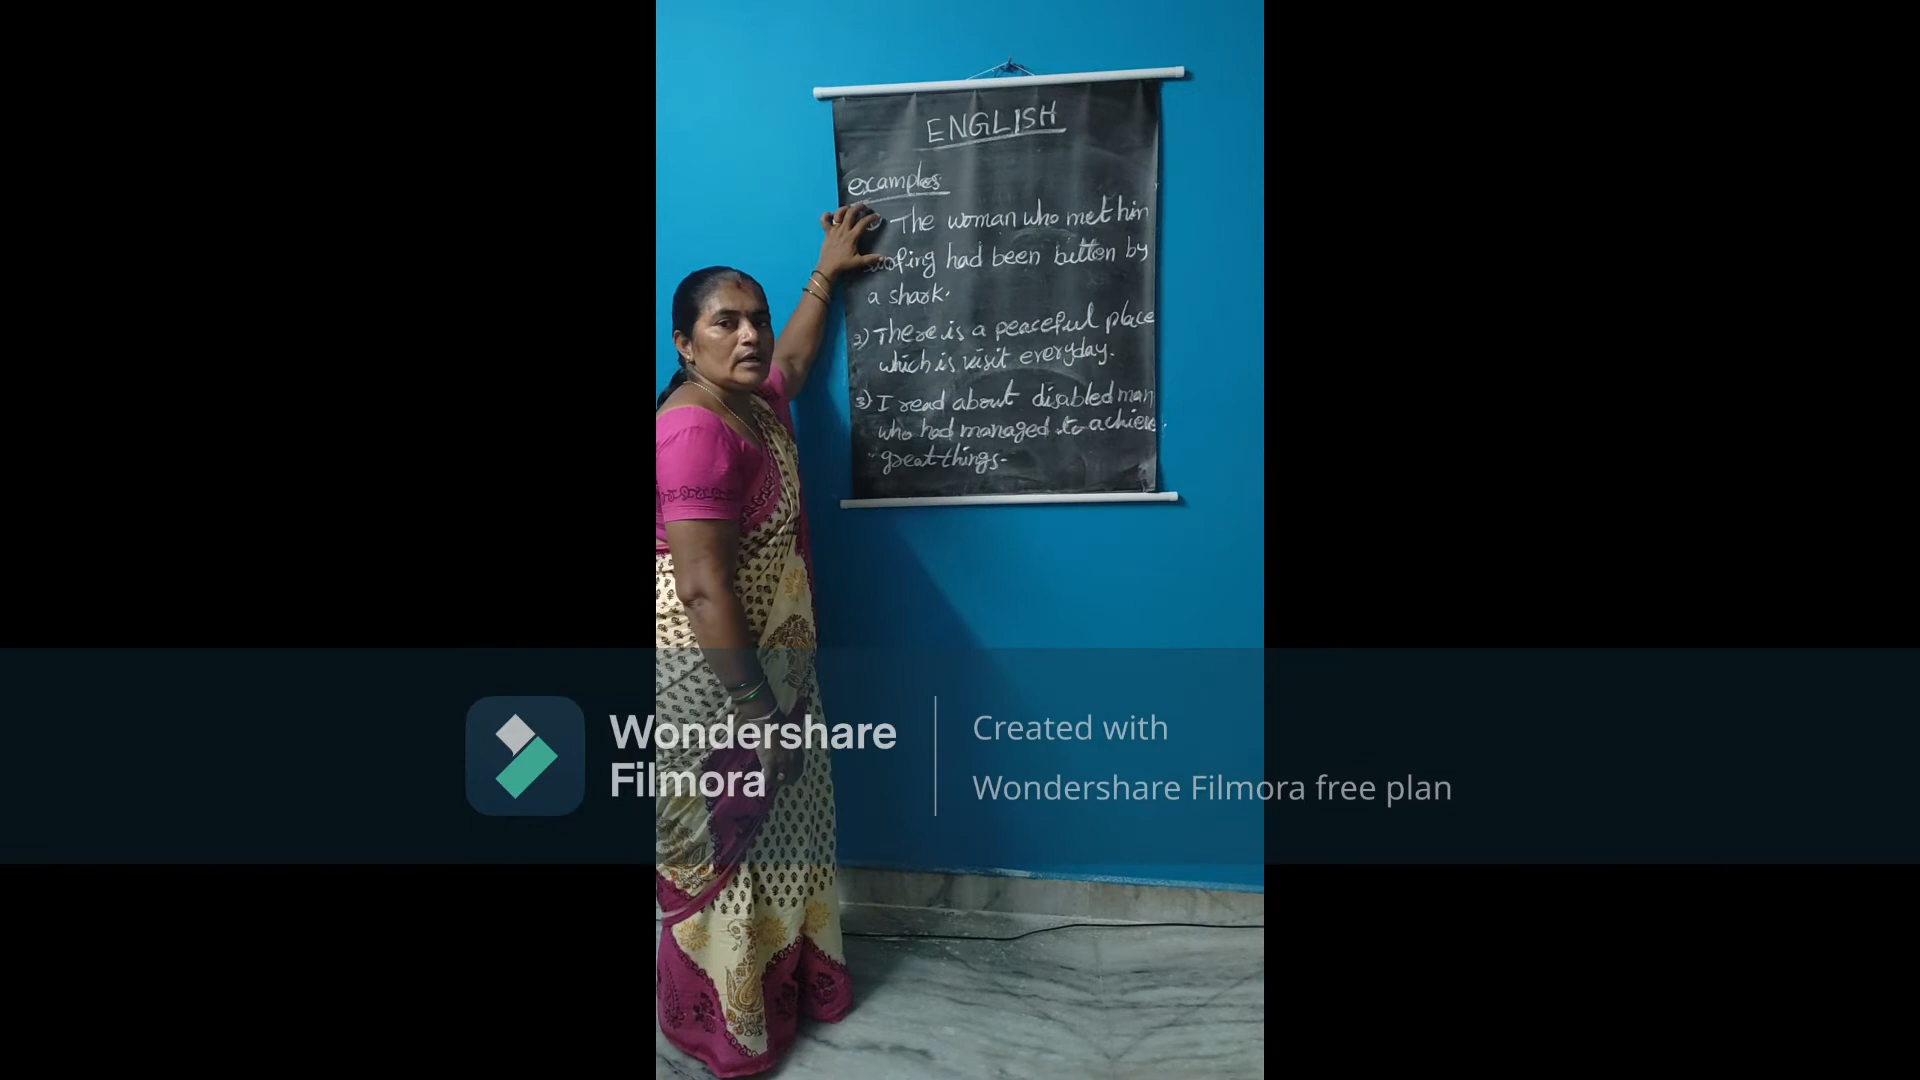 ENGLISH
examples
The woman who met him
had been bitten by
a shark.
2) There is a peaceful place
which is visit everyday.
3) I read about disabled man
who had managed to achieve
great things.
Wondershare
Filmora
Created with
Wondershare Filmora free plan